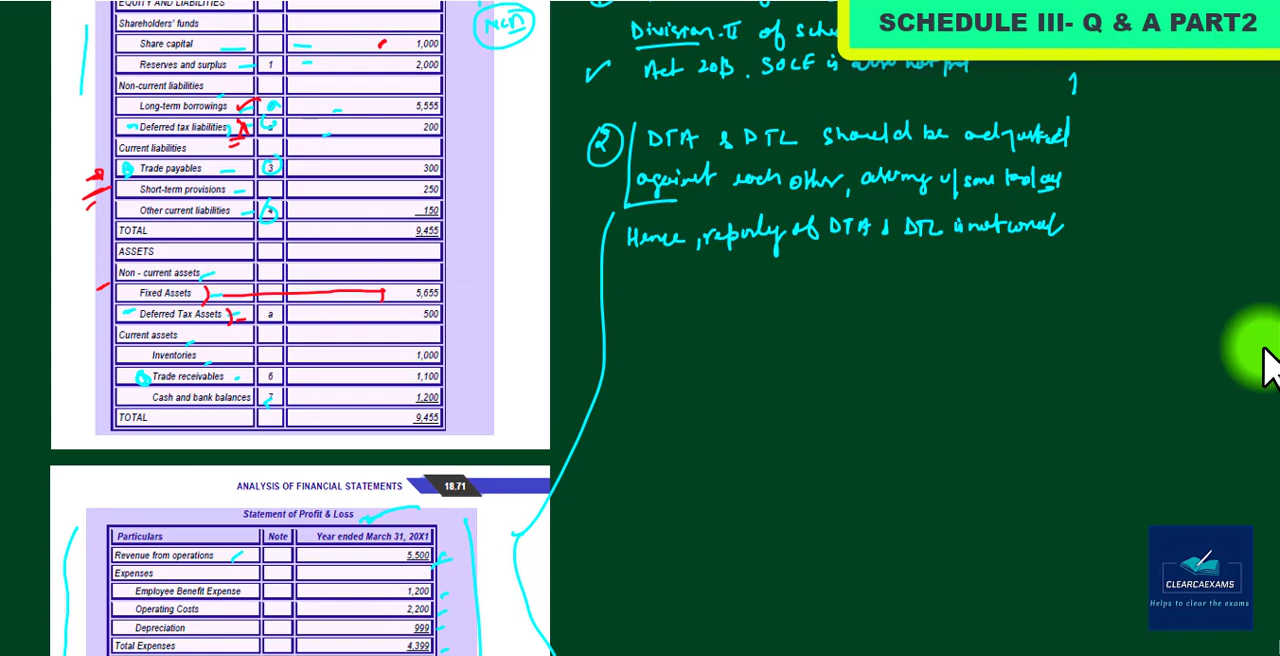 EQUITY AND LIABILITIES
Shareholders' funds
Share capital 1,000
Reserves and surplus 1 2,000
Non-current liabilities
Long-term borrowings 5,555
Deferred tax liabilities 200
Current liabilities
Trade payables 3 300
Short-term provisions 250
Other current liabilities 4 150
TOTAL 9,455
ASSETS
Non - current assets
Fixed Assets 5,655
Deferred Tax Assets a 500
Current assets
Inventories 1,000
Trade receivables 6 1,100
Cash and bank balances 7 1,200
TOTAL 9,455
ANALYSIS OF FINANCIAL STATEMENTS 18.71
Statement of Profit & Loss
Particulars Note Year ended March 31, 20X1
Revenue from operations 5,500
Expenses
Employee Benefit Expense 1,200
Operating Costs 2,200
Depreciation 999
Total Expenses 4,399
SCHEDULE III- Q & A PART2
Division-II of Sche
Act 2013. SOCE is also not
② DTA & DTL should be adjusted
against each other,
Hence, of DTA & DTL is not
CLEARCAEXAMS
Helps to clear the exams